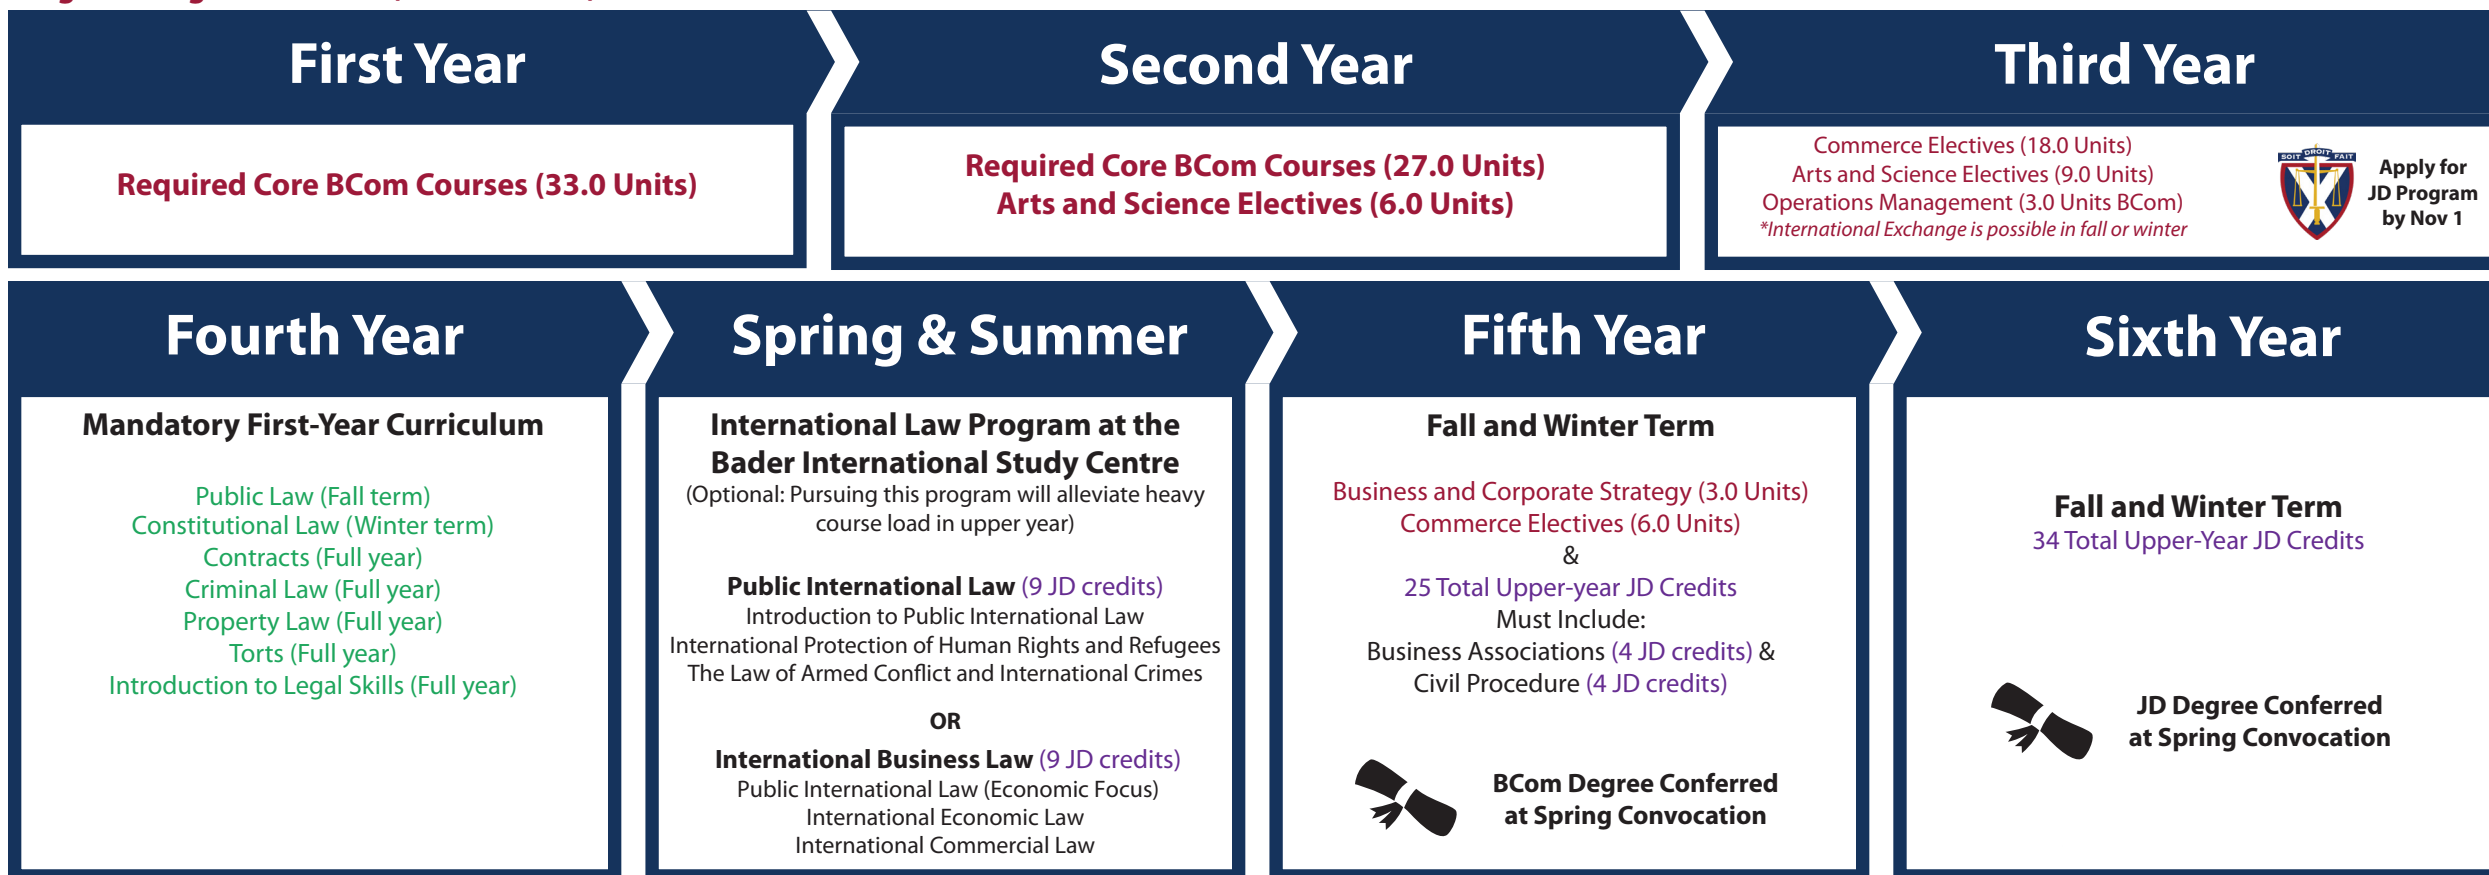 First Year
Second Year
Third Year
Required Core BCom Courses (33.0 Units)
Required Core BCom Courses (27.0 Units)
Arts and Science Electives (6.0 Units)
Commerce Electives (18.0 Units)
Arts and Science Electives (9.0 Units)
Operations Management (3.0 Units BCom)
*International Exchange is possible in fall or winter
SOIT DROIT FAIT
Apply for
JD Program
by Nov 1
Fourth Year
Spring & Summer
Fifth Year
Sixth Year
Mandatory First-Year Curriculum
Public Law (Fall term)
Constitutional Law (Winter term)
Contracts (Full year)
Criminal Law (Full year)
Property Law (Full year)
Torts (Full year)
Introduction to Legal Skills (Full year)
International Law Program at the
Bader International Study Centre
(Optional: Pursuing this program will alleviate heavy
course load in upper year)
Public International Law (9 JD credits)
Introduction to Public International Law
International Protection of Human Rights and Refugees
The Law of Armed Conflict and International Crimes
OR
International Business Law (9 JD credits)
Public International Law (Economic Focus)
International Economic Law
International Commercial Law
Fall and Winter Term
Business and Corporate Strategy (3.0 Units)
Commerce Electives (6.0 Units)
&
25 Total Upper-year JD Credits
Must Include:
Business Associations (4 JD credits) &
Civil Procedure (4 JD credits)
BCom Degree Conferred
at Spring Convocation
Fall and Winter Term
34 Total Upper-Year JD Credits
JD Degree Conferred
at Spring Convocation